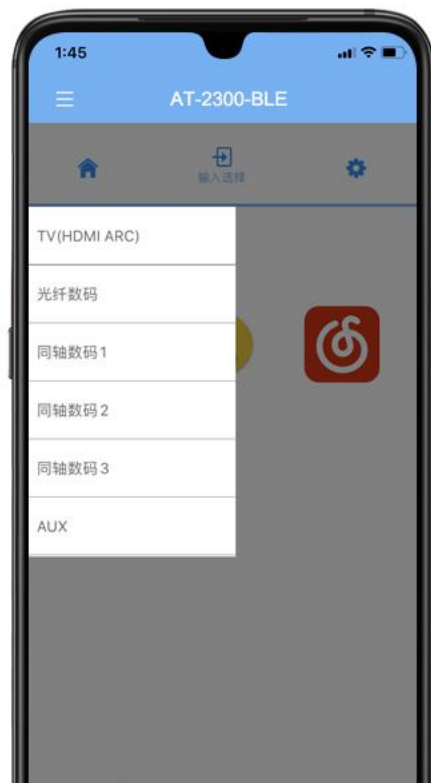 1:45
AT-2300-BLE
输入选择
TV(HDMI ARC)
光纤数码
同轴数码1
同轴数码2
同轴数码3
AUX